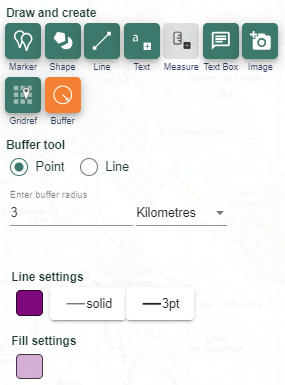 Draw and create
Marker Shape Line Text Measure Text Box Image
Gridref Buffer
Buffer tool
Point Line
Enter buffer radius
3 Kilometres
Line settings
solid 3pt
Fill settings